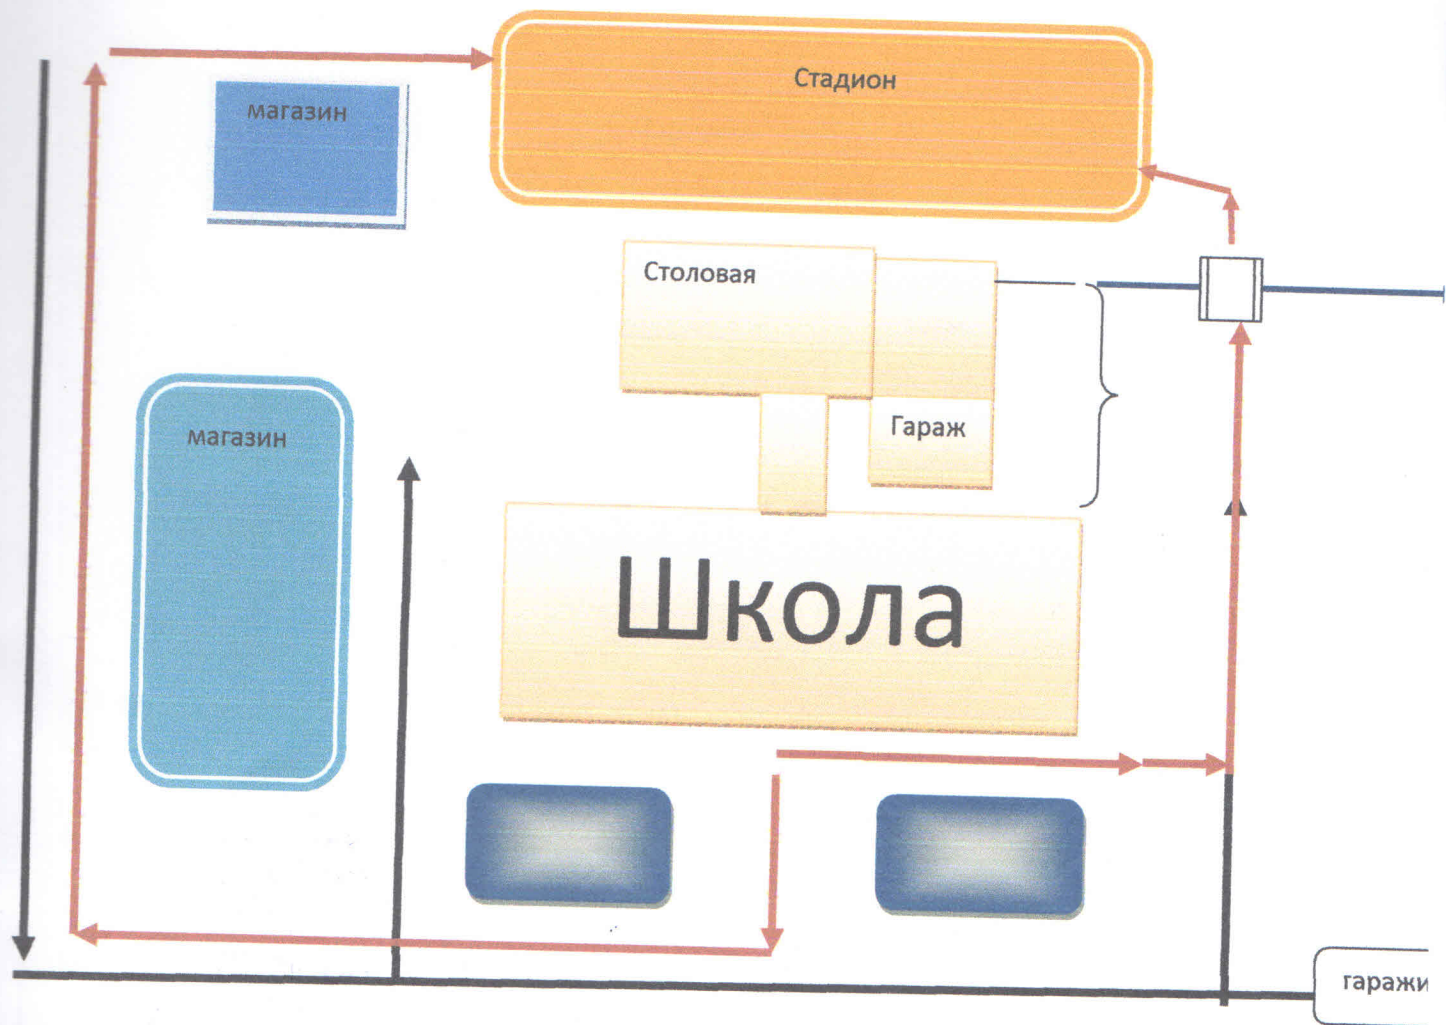 Стадион
магазин
Столовая
магазин
Гараж
Школа
гаражи